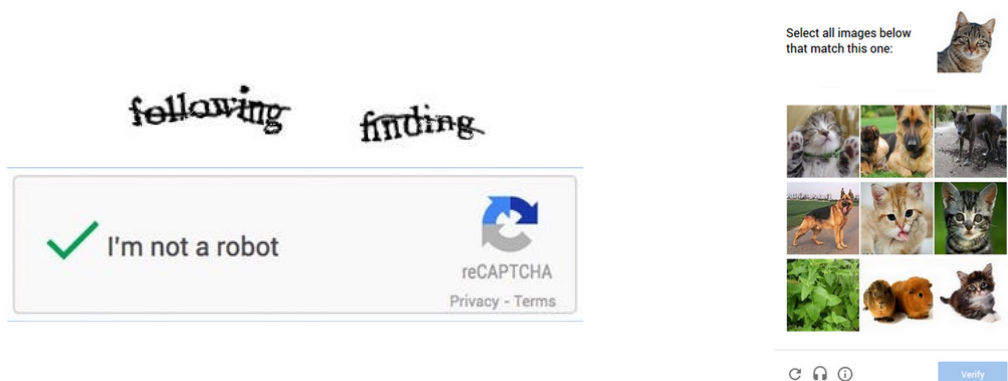 following finding
I'm not a robot
reCAPTCHA
Privacy - Terms
Select all images below
that match this one:
Verify